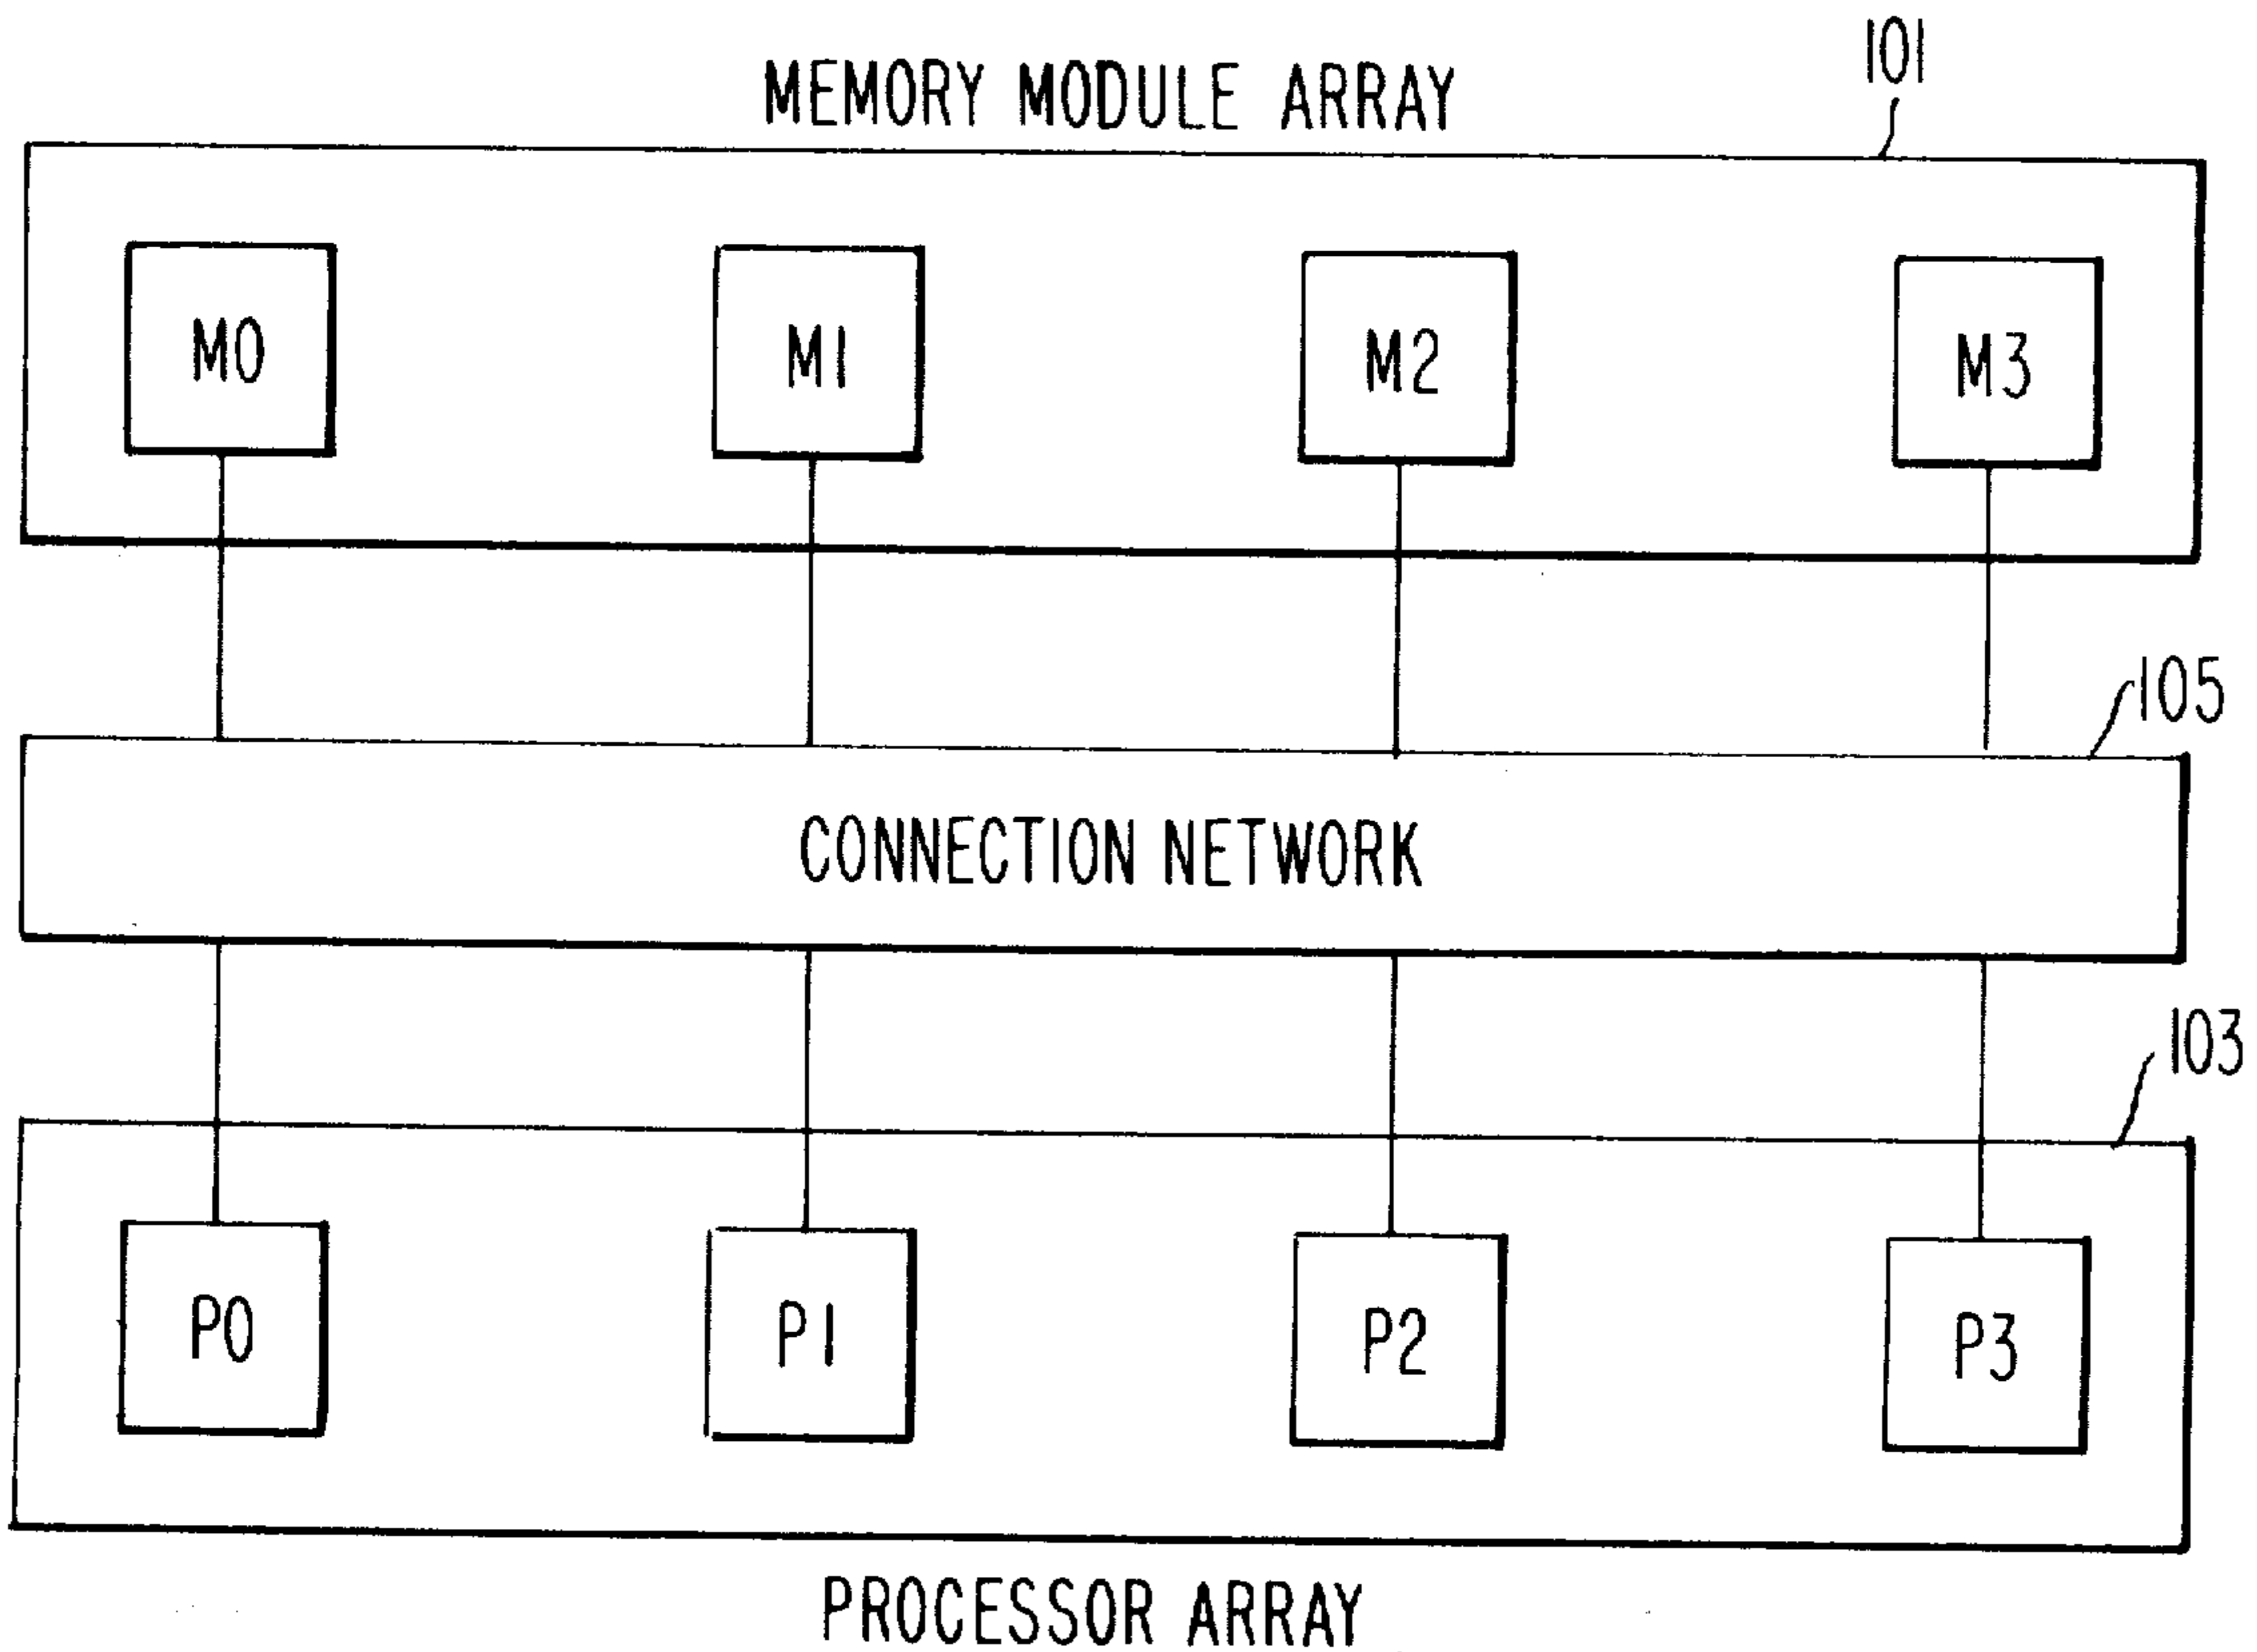 101
MEMORY MODULE ARRAY
M0 M1 M2 M3
105
CONNECTION NETWORK
103
P0 P1 P2 P3
PROCESSOR ARRAY